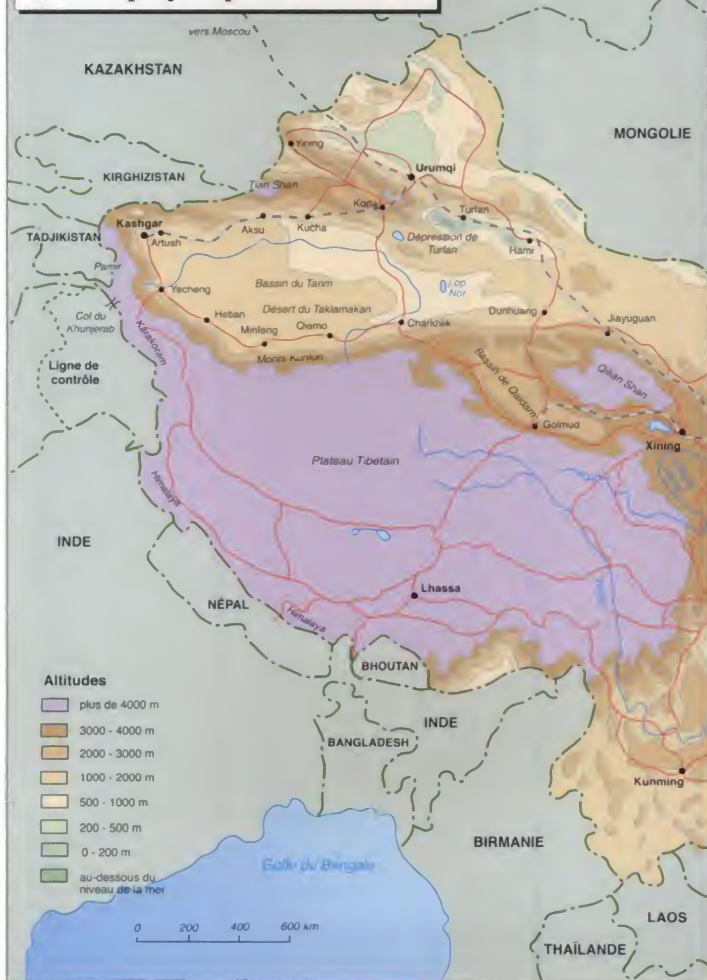 vers Moscou
KAZAKHSTAN
MONGOLIE
Yining
Urumqi
KIRGHIZISTAN
Tian Shan
Korla
Turfan
Kashgar
Aksu
Kucha
TADJIKISTAN
Artush
Dépression de
Turfan
Hami
Pamir
Yecheng
Bassin du Tarim
Lop
Nor
Col du
Khunjerab
Hetian
Désert du Taklamakan
Dunhuang
Minfeng
Qiemo
Charkhlik
Jiayuguan
Karakoram
Monts Kunlun
Ligne de
contrôle
Bassin de Qaidam
Qilian Shan
Golmud
Xining
Plateau Tibétain
Himalaya
INDE
Lhassa
NÉPAL
Himalaya
BHOUTAN
Altitudes
plus de 4000 m
3000 - 4000 m
2000 - 3000 m
1000 - 2000 m
500 - 1000 m
200 - 500 m
0 - 200 m
au-dessous du
niveau de la mer
INDE
BANGLADESH
Kunming
BIRMANIE
Golfe du Bengale
LAOS
0 200 400 600 km
THAÏLANDE